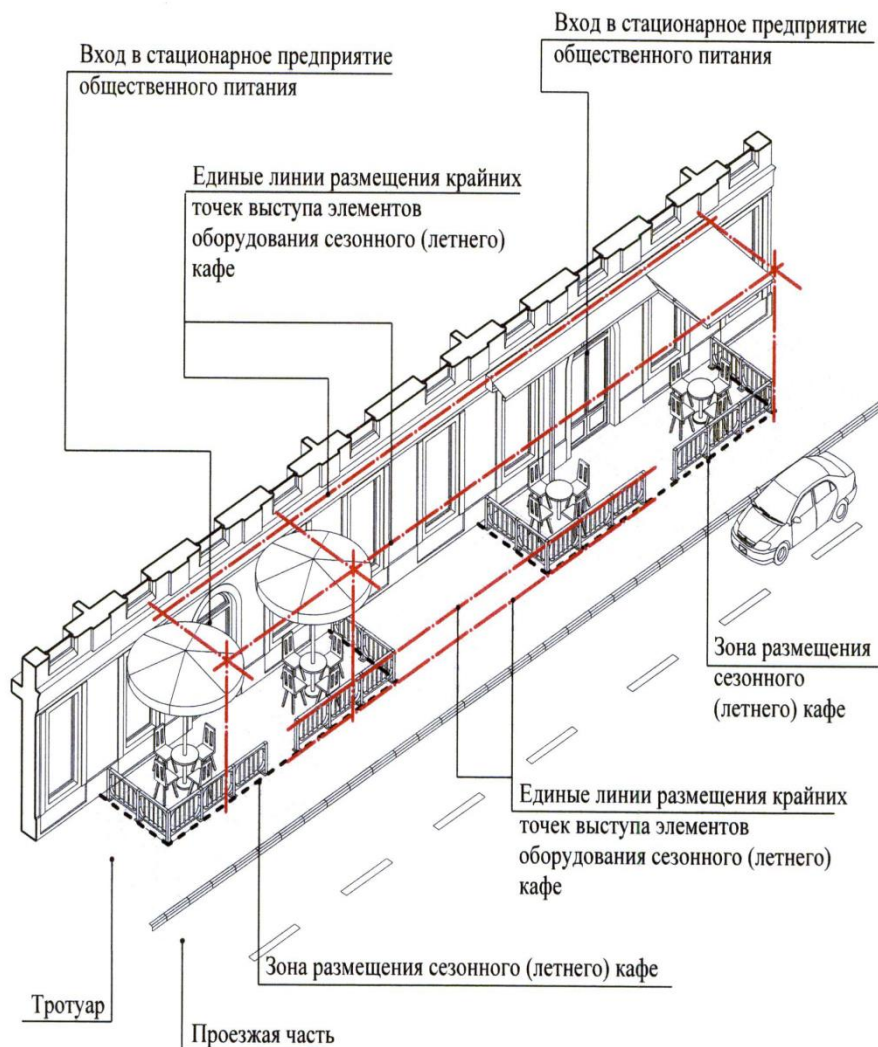 Вход в стационарное предприятие
общественного питания
Вход в стационарное предприятие
общественного питания
Единые линии размещения крайних
точек выступа элементов
оборудования сезонного (летнего)
кафе
Зона размещения
сезонного
(летнего) кафе
Единые линии размещения крайних
точек выступа элементов
оборудования сезонного (летнего)
кафе
Зона размещения сезонного (летнего) кафе
Тротуар
Проезжая часть